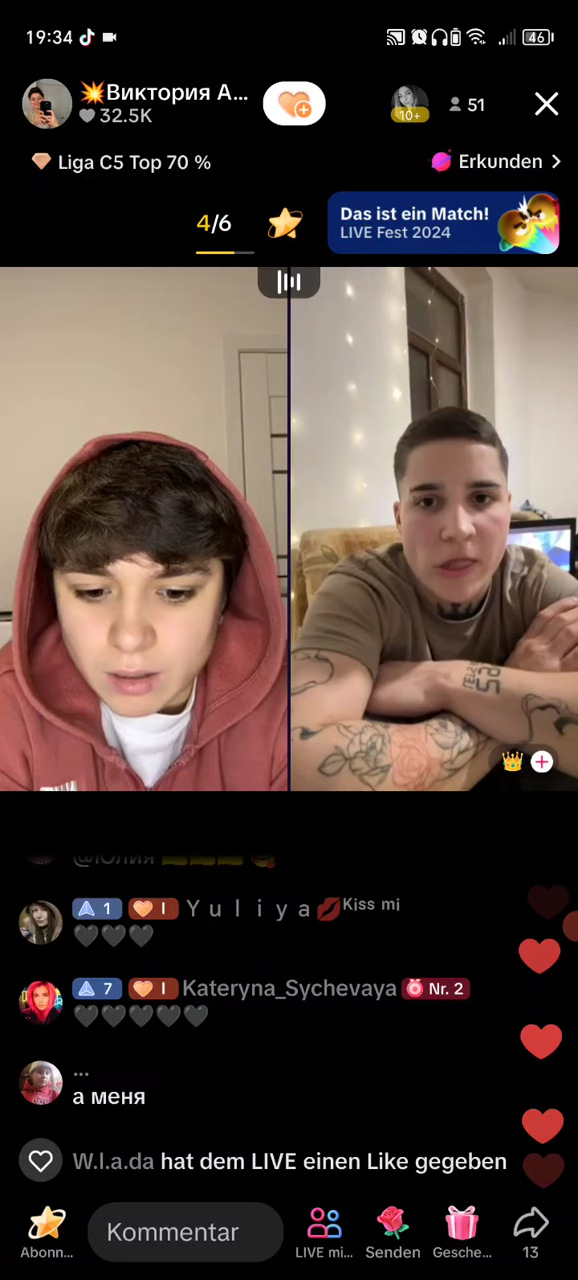 19:34
46
💥Виктория А...
32.5K
10+
51
Liga C5 Top 70 %
Erkunden
4/6
Das ist ein Match!
LIVE Fest 2024
@Юлия
1 I Y u l i y a💋Kiss mi
🖤🖤🖤
7 I Kateryna_Sychevaya Nr. 2
🖤🖤🖤🖤🖤
...
а меня
W.l.a.da hat dem LIVE einen Like gegeben
Kommentar
Abonn... LIVE mi... Senden Gesche... 13